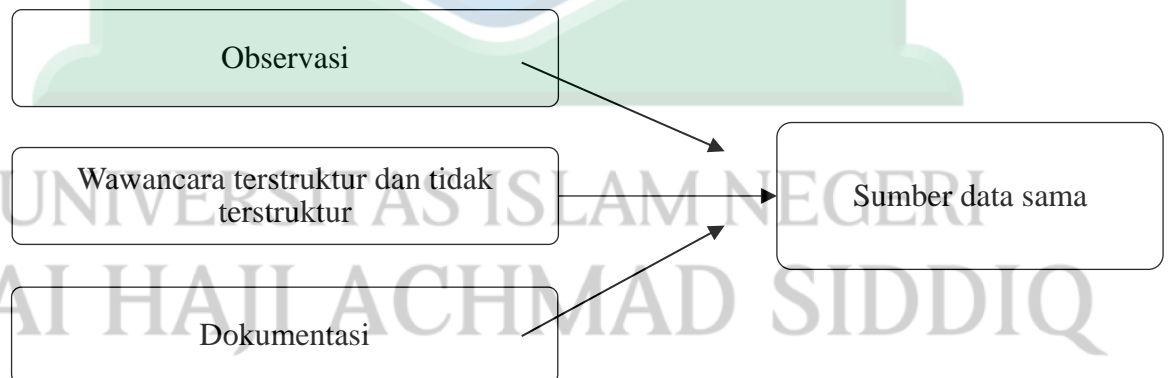 Observasi
Wawancara terstruktur dan tidak
terstruktur
Sumber data sama
UNIVERSITAS ISLAM NEGERI
AI HAJI ACHMAD SIDDIQ
Dokumentasi